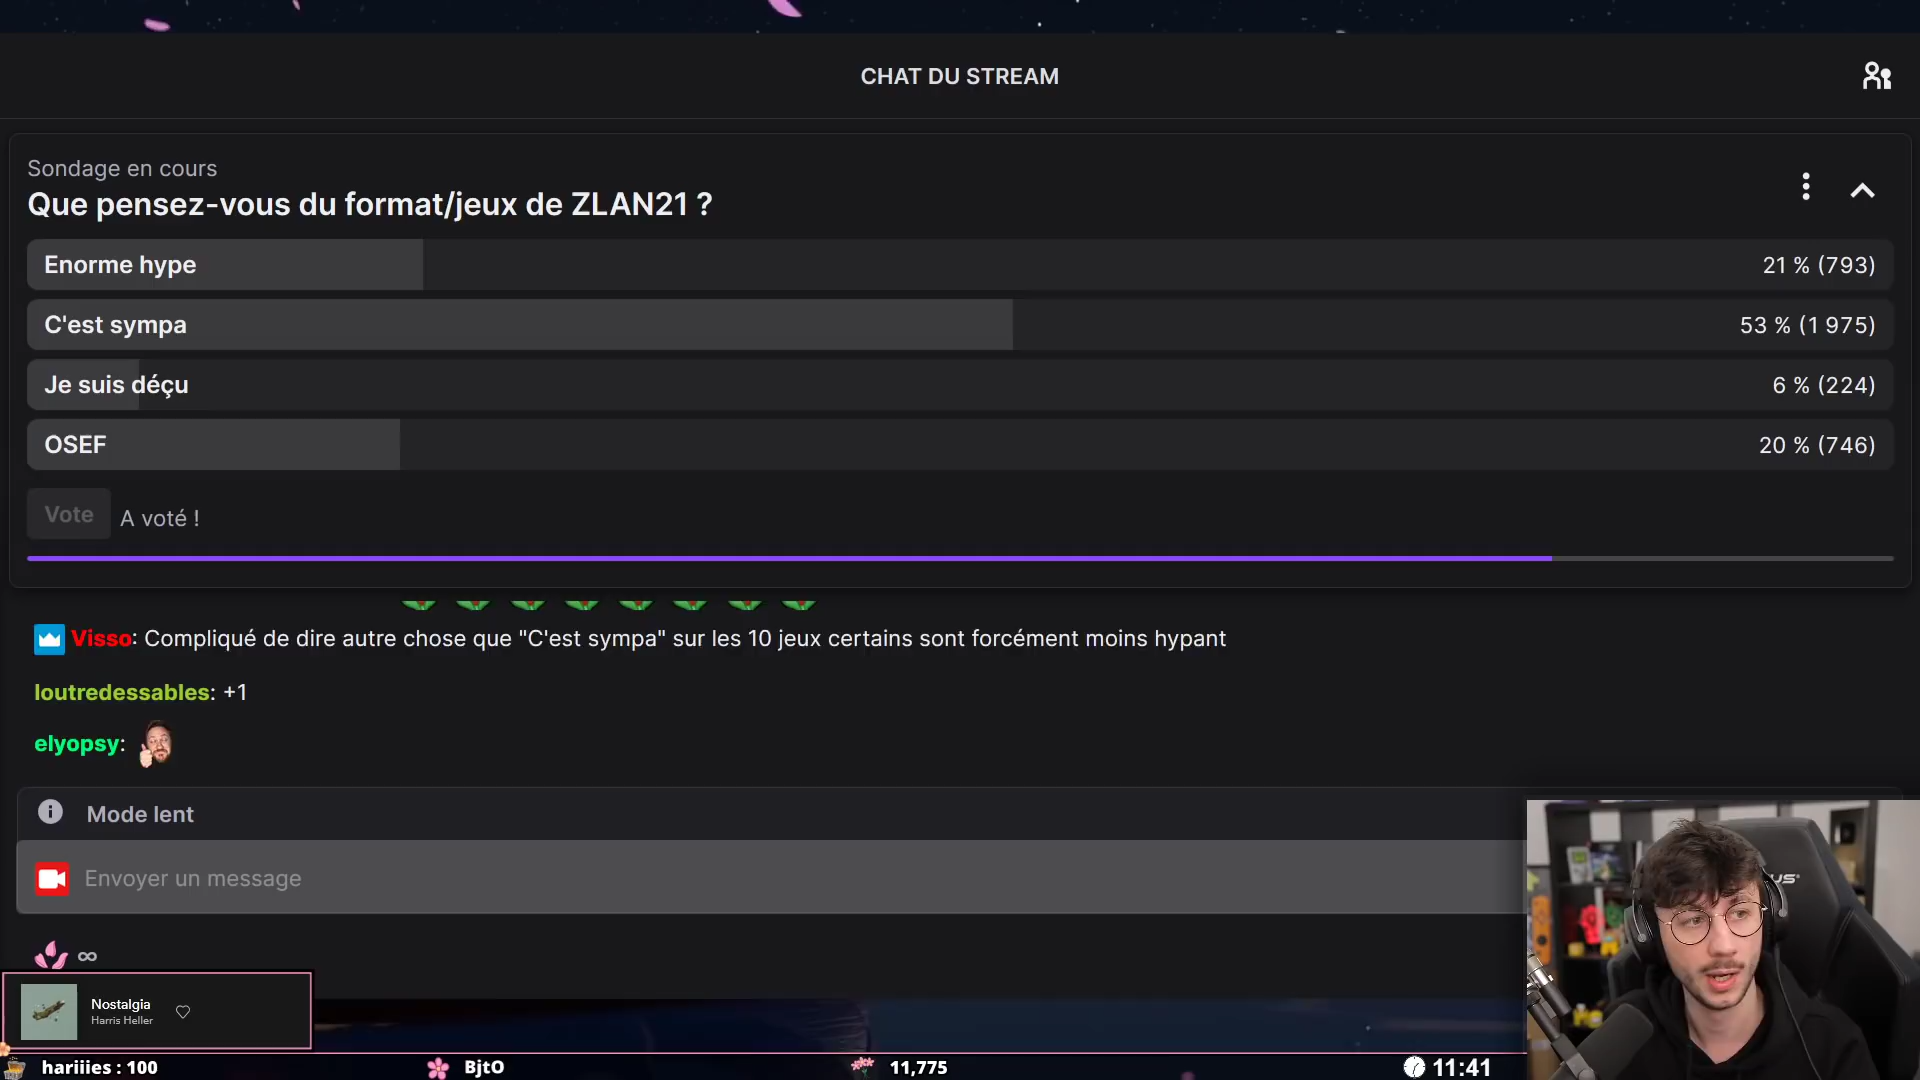 CHAT DU STREAM
Sondage en cours
Que pensez-vous du format/jeux de ZLAN21 ?
Enorme hype 21 % (793)
C'est sympa 53 % (1 975)
Je suis déçu 6 % (224)
OSEF 20 % (746)
Vote A voté !
Visso: Compliqué de dire autre chose que "C'est sympa" sur les 10 jeux certains sont forcément moins hypant
loutredessables: +1
elyopsy:
Mode lent
Envoyer un message
∞
Nostalgia
Harris Heller
hariiies : 100 BjtO 11,775 11:41